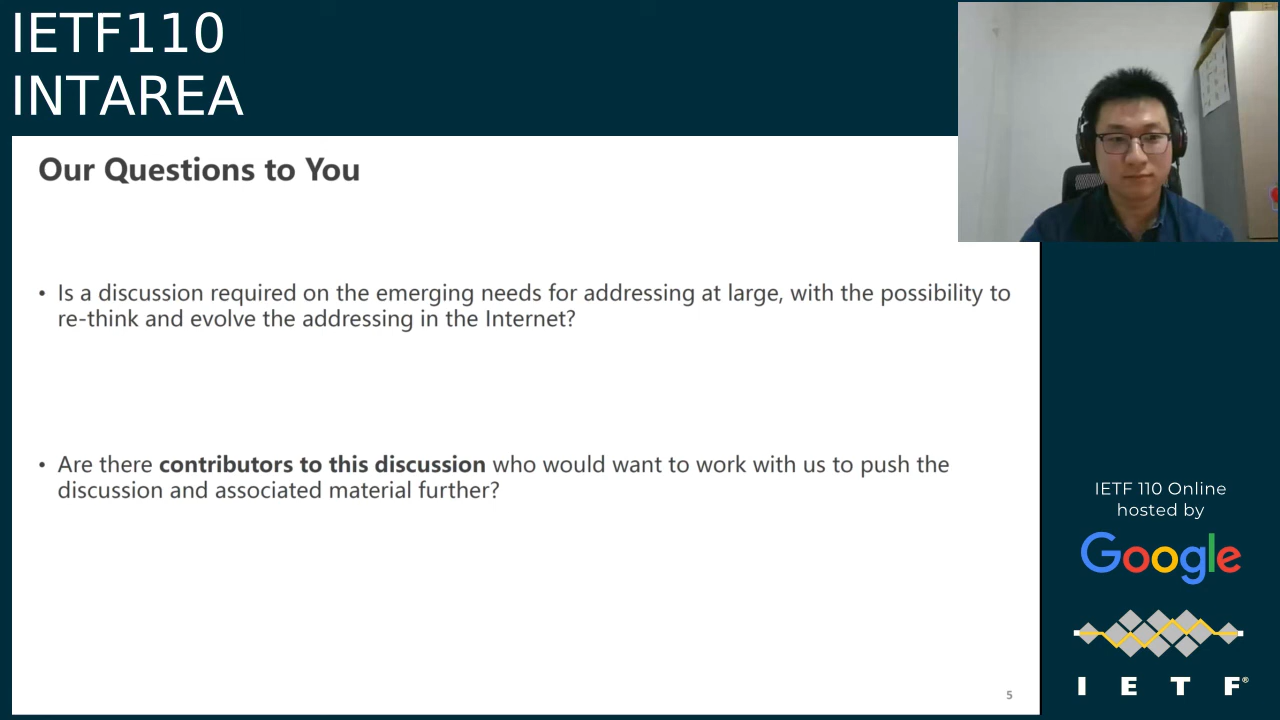 IETF110
INTAREA
Our Questions to You
• Is a discussion required on the emerging needs for addressing at large, with the possibility to
re-think and evolve the addressing in the Internet?
• Are there contributors to this discussion who would want to work with us to push the
discussion and associated material further?
5
IETF 110 Online
hosted by
Google
I E T F®